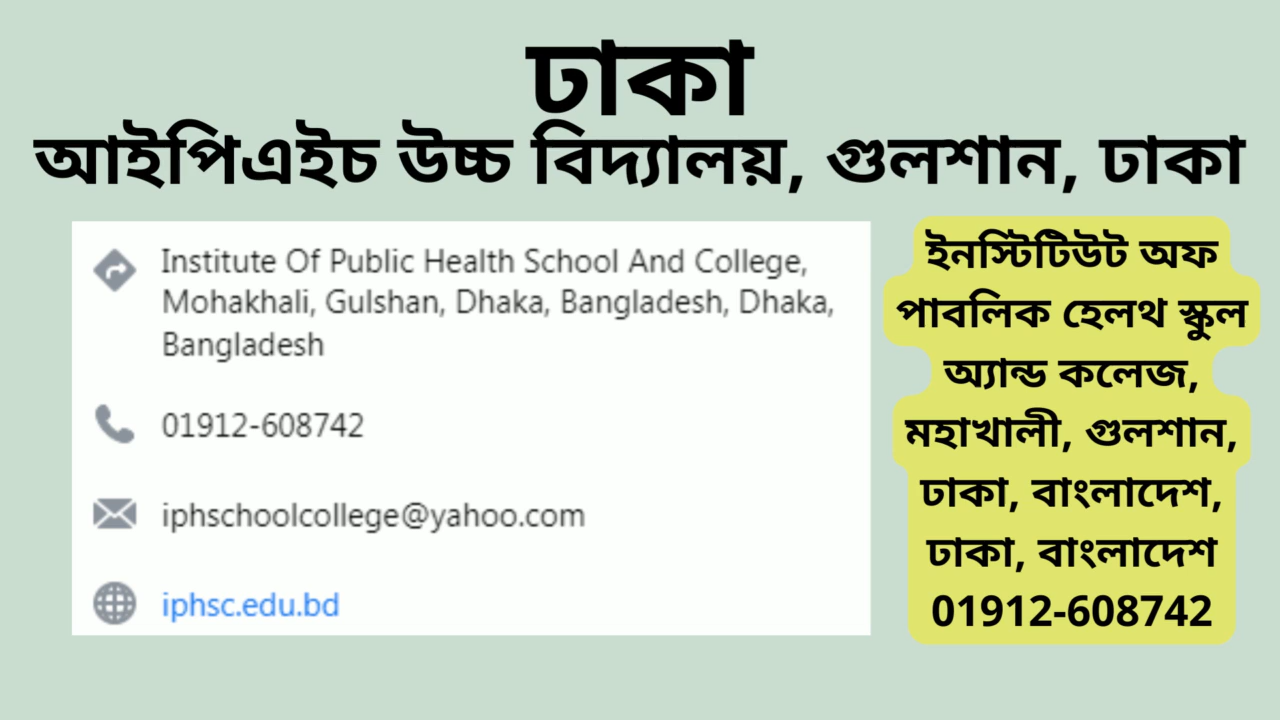 ঢাকা
আইপিএইচ উচ্চ বিদ্যালয়, গুলশান, ঢাকা
Institute Of Public Health School And College,
Mohakhali, Gulshan, Dhaka, Bangladesh, Dhaka,
Bangladesh
01912-608742
iphschoolcollege@yahoo.com
iphsc.edu.bd
ইনস্টিটিউট অফ
পাবলিক হেলথ স্কুল
অ্যান্ড কলেজ,
মহাখালী, গুলশান,
ঢাকা, বাংলাদেশ,
ঢাকা, বাংলাদেশ
01912-608742